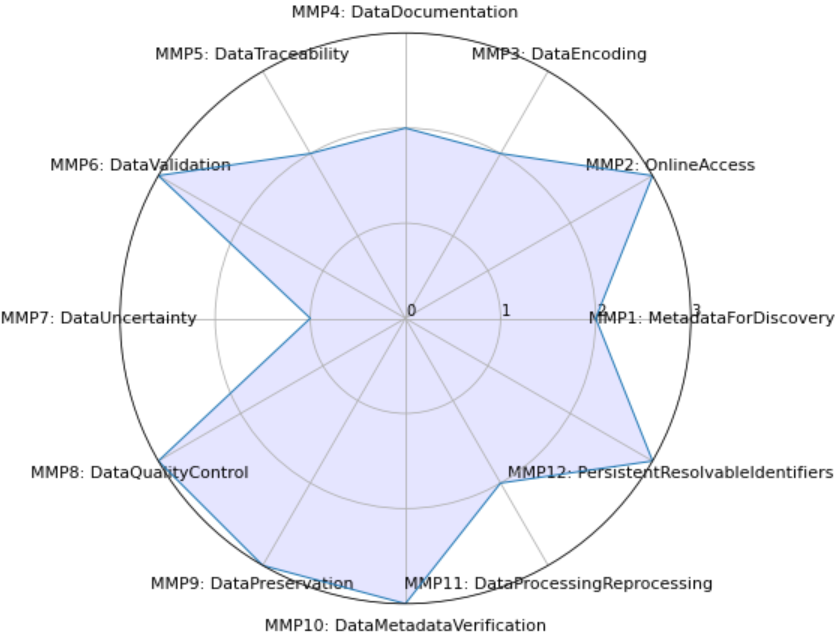 MMP4: DataDocumentation
MMP5: DataTraceability
MMP3: DataEncoding
MMP6: DataValidation
MMP2: OnlineAccess
0
1
2
3
MMP7: DataUncertainty
MMP1: MetadataForDiscovery
MMP8: DataQualityControl
MMP12: PersistentResolvableIdentifiers
MMP9: DataPreservation
MMP11: DataProcessingReprocessing
MMP10: DataMetadataVerification